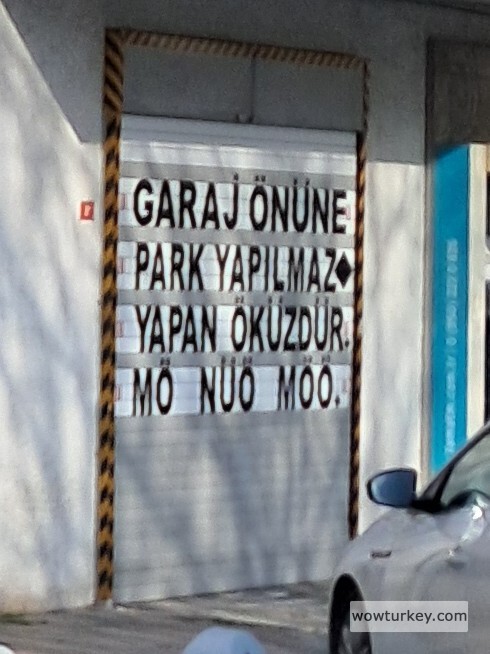 GARAJ ÖNÜNE
PARK YAPILMAZ
YAPAN ÖKÜZDÜR.
MÖ NÜÖ MÖÖ.
wowturkey.com